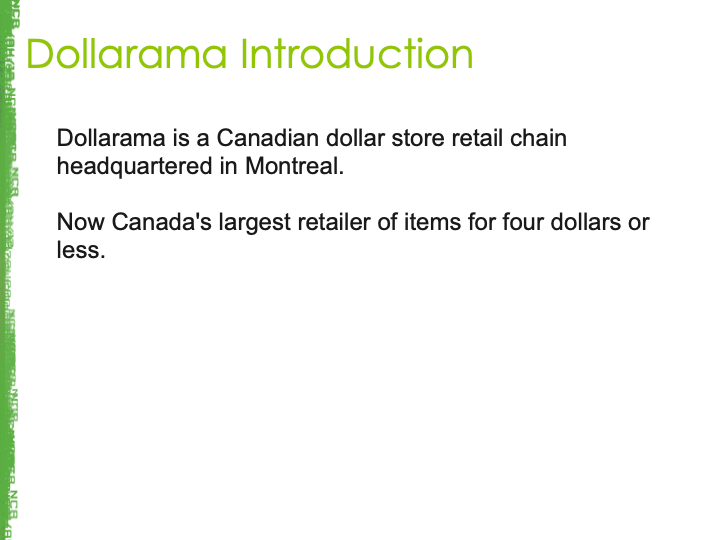 Dollarama Introduction
Dollarama is a Canadian dollar store retail chain
headquartered in Montreal.
Now Canada's largest retailer of items for four dollars or
less.